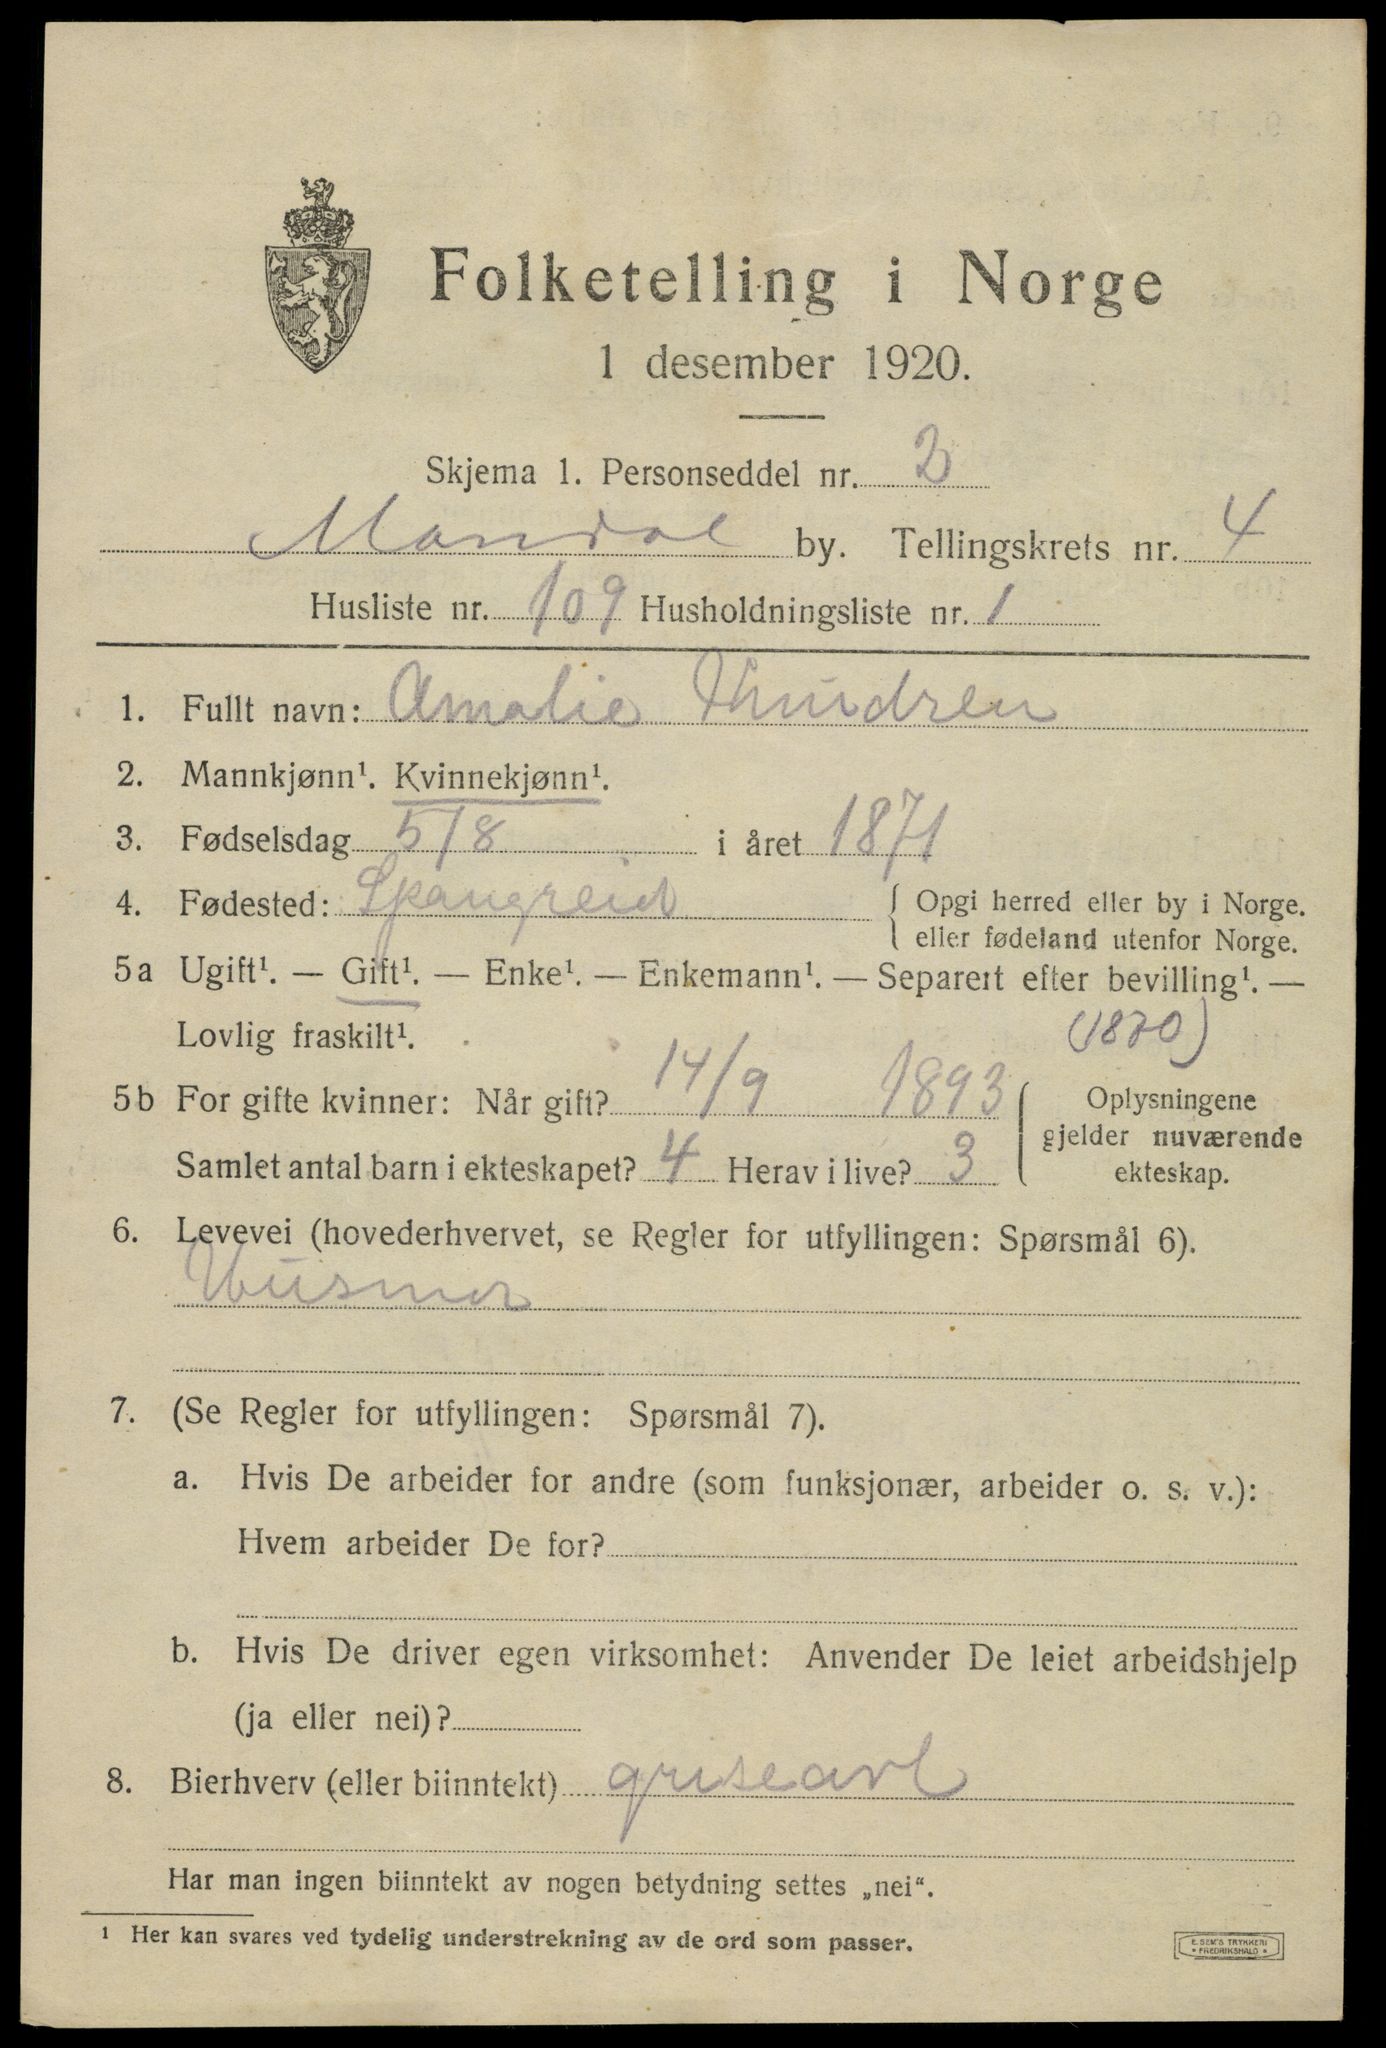 Folketelling i Norge
1 desember 1920.
Skjema 1. Personseddel nr. 2
Mandal by. Tellingskrets nr. 4
Husliste nr. 109 Husholdningsliste nr. 1
1. Fullt navn: Amalie
2. Mannkjønn¹. Kvinnekjønn¹.
3. Fødselsdag 5/8 i året 1871
4. Fødested: Spangreid { Opgi herred eller by i Norge.
eller fødeland utenfor Norge.
5a Ugift¹. — Gift¹. — Enke¹. — Enkemann¹. — Separert efter bevilling¹. —
Lovlig fraskilt¹. (1870)
5b For gifte kvinner: Når gift? 14/9 1893 { Oplysningene
gjelder nuværende
Samlet antal barn i ekteskapet? 4 Herav i live? 3 ekteskap.
6. Levevei (hovederhvervet, se Regler for utfyllingen: Spørsmål 6).
Husmor
7. (Se Regler for utfyllingen: Spørsmål 7).
a. Hvis De arbeider for andre (som funksjonær, arbeider o. s. v.):
Hvem arbeider De for?
b. Hvis De driver egen virksomhet: Anvender De leiet arbeidshjelp
(ja eller nei)?
8. Bierhverv (eller biinntekt) griseavl
Har man ingen biinntekt av nogen betydning settes „nei“.
¹ Her kan svares ved tydelig understrekning av de ord som passer.
E. SEM'S TRYKKERI
• FREDRIKSHALD •